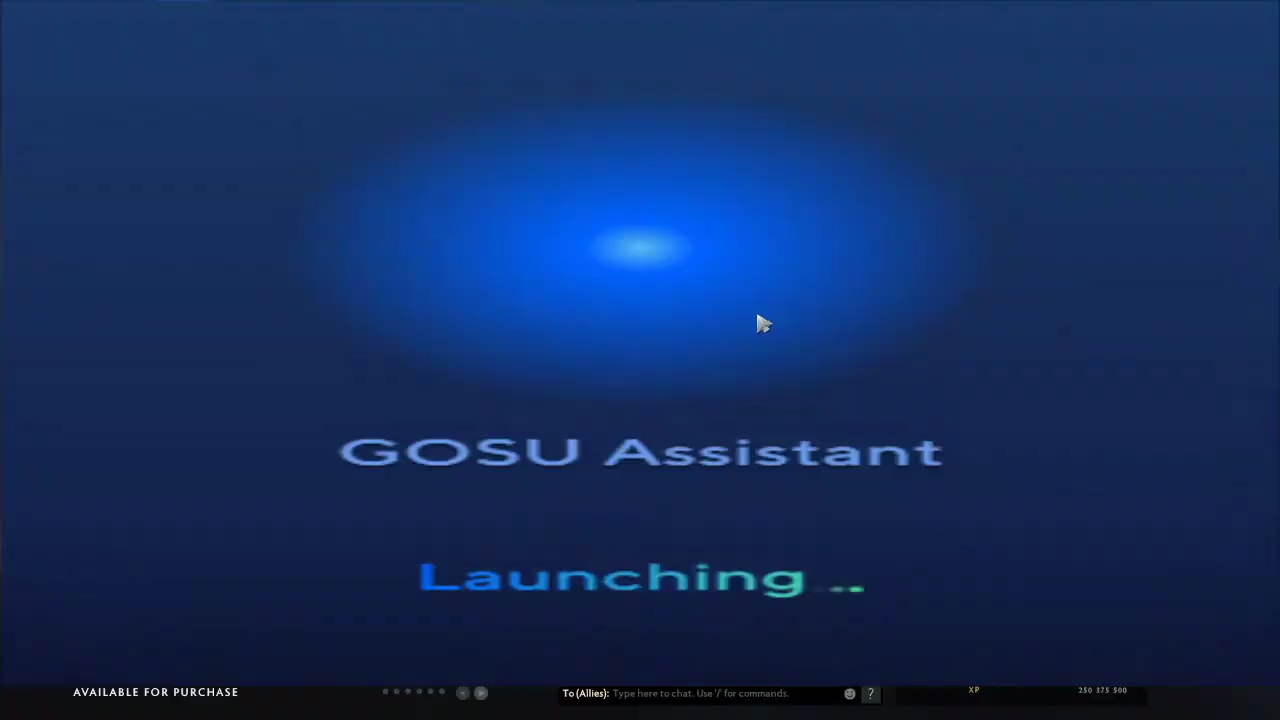 GOSU Assistant
Launching ...
AVAILABLE FOR PURCHASE
To (Allies): Type here to chat. Use '/' for commands.
?
XP
250 375 500